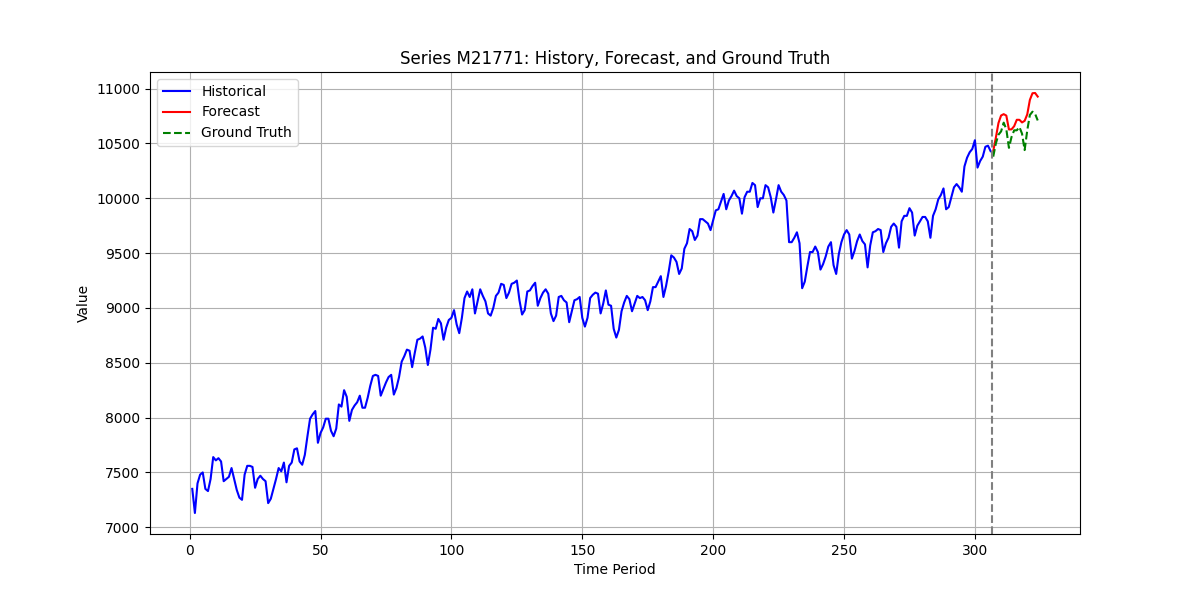 Series M21771: History, Forecast, and Ground Truth
Historical
Forecast
Ground Truth
11000
10500
10000
9500
9000
8500
8000
7500
7000
Value
0 50 100 150 200 250 300
Time Period